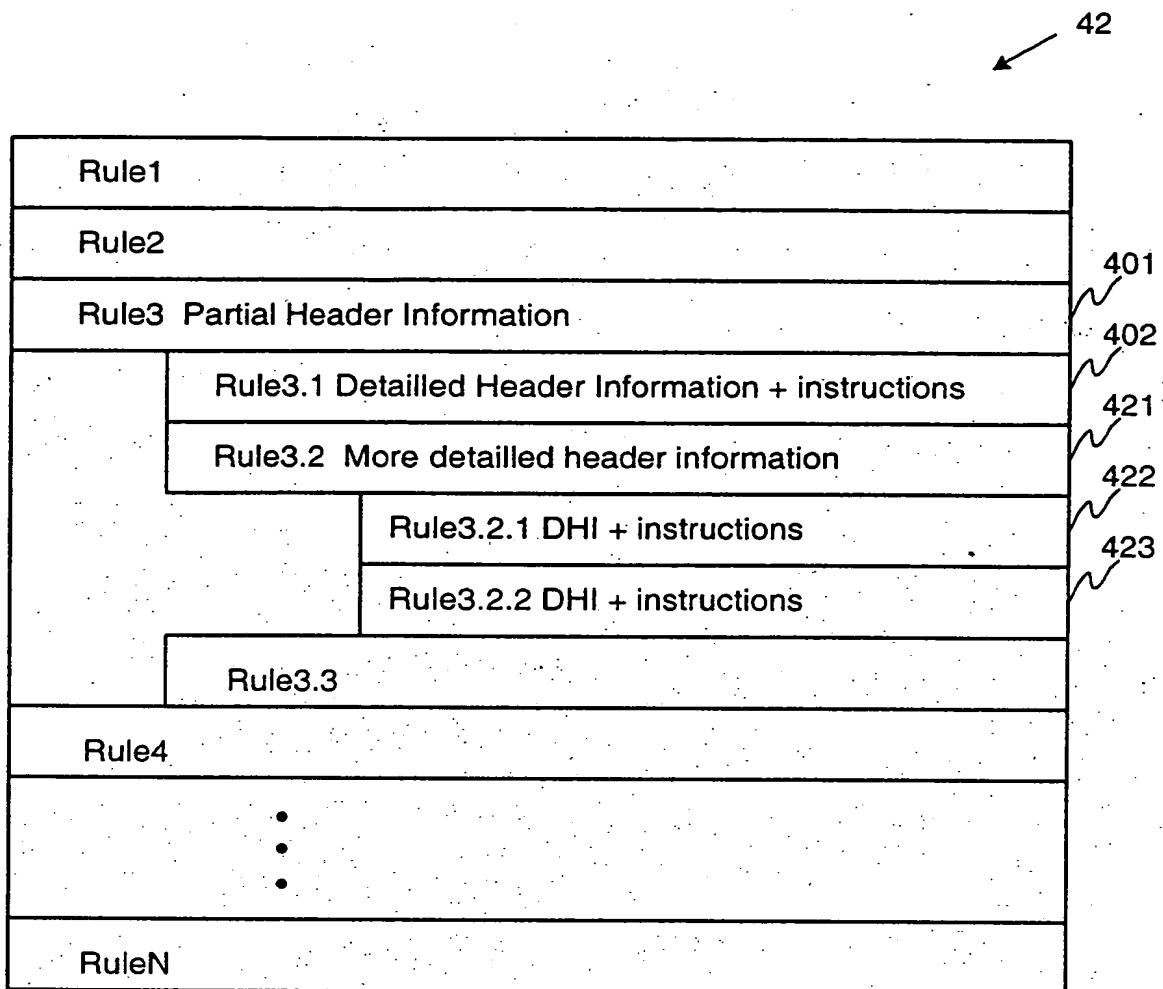 42
Rule1
Rule2
401
Rule3 Partial Header Information
402
Rule3.1 Detailled Header Information + instructions
421
Rule3.2 More detailled header information
422
Rule3.2.1 DHI + instructions
423
Rule3.2.2 DHI + instructions
Rule3.3
Rule4
RuleN